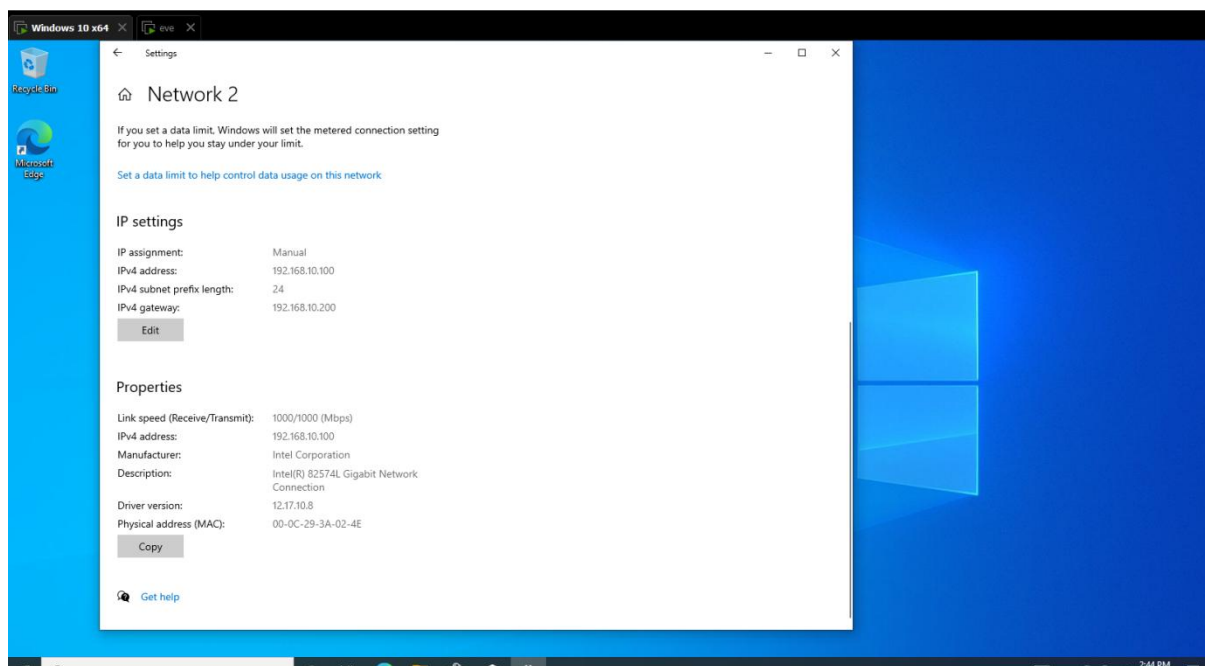 Windows 10 x64
eve
Recycle Bin
Microsoft
Edge
Settings
Network 2
If you set a data limit, Windows will set the metered connection setting
for you to help you stay under your limit.
Set a data limit to help control data usage on this network
IP settings
IP assignment: Manual
IPv4 address: 192.168.10.100
IPv4 subnet prefix length: 24
IPv4 gateway: 192.168.10.200
Edit
Properties
Link speed (Receive/Transmit): 1000/1000 (Mbps)
IPv4 address: 192.168.10.100
Manufacturer: Intel Corporation
Description: Intel(R) 82574L Gigabit Network
Connection
Driver version: 12.17.10.8
Physical address (MAC): 00-0C-29-3A-02-4E
Copy
Get help
2:44 PM